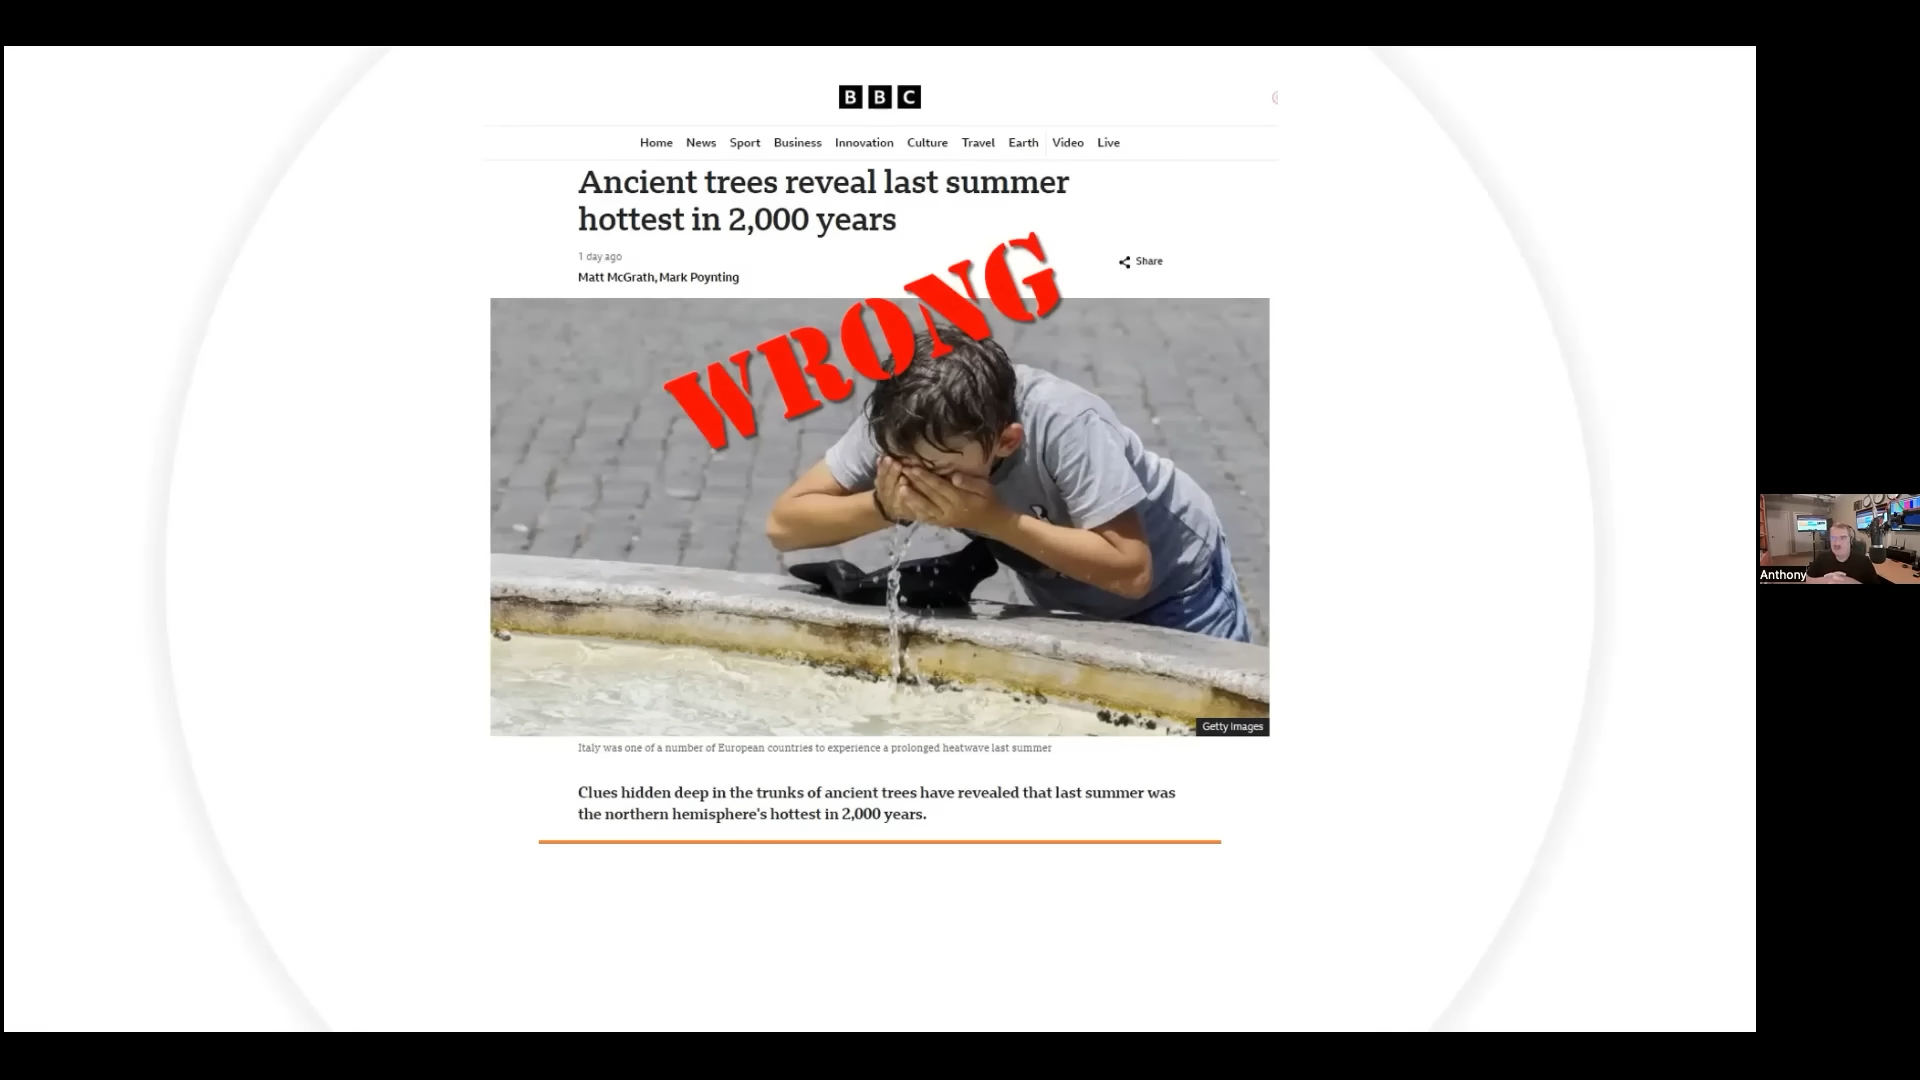 BBC
Home News Sport Business Innovation Culture Travel Earth Video Live
Ancient trees reveal last summer
hottest in 2,000 years
1 day ago
Matt McGrath, Mark Poynting
Share
WRONG
Getty Images
Italy was one of a number of European countries to experience a prolonged heatwave last summer
Clues hidden deep in the trunks of ancient trees have revealed that last summer was
the northern hemisphere's hottest in 2,000 years.
Anthony